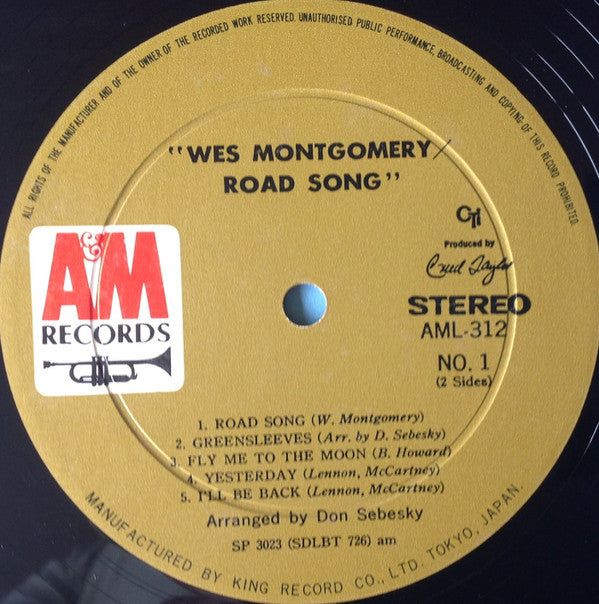 ALL RIGHTS OF THE MANUFACTURER AND OF THE OWNER OF THE RECORDED WORK RESERVED. UNAUTHORISED PUBLIC PERFORMANCE, BROADCASTING AND COPYING OF THIS RECORD PROHIBITED.
"WES MONTGOMERY/
ROAD SONG"
CTi
Produced by
Creed Taylor
A&M
RECORDS
STEREO
AML-312
NO. 1
(2 Sides)
1. ROAD SONG (W. Montgomery)
2. GREENSLEEVES (Arr. by D. Sebesky)
3. FLY ME TO THE MOON (B. Howard)
4. YESTERDAY (Lennon, McCartney)
5. I'LL BE BACK (Lennon, McCartney)
Arranged by Don Sebesky
SP 3023 (SDLBT 726) am
MANUFACTURED BY KING RECORD CO., LTD. TOKYO, JAPAN.